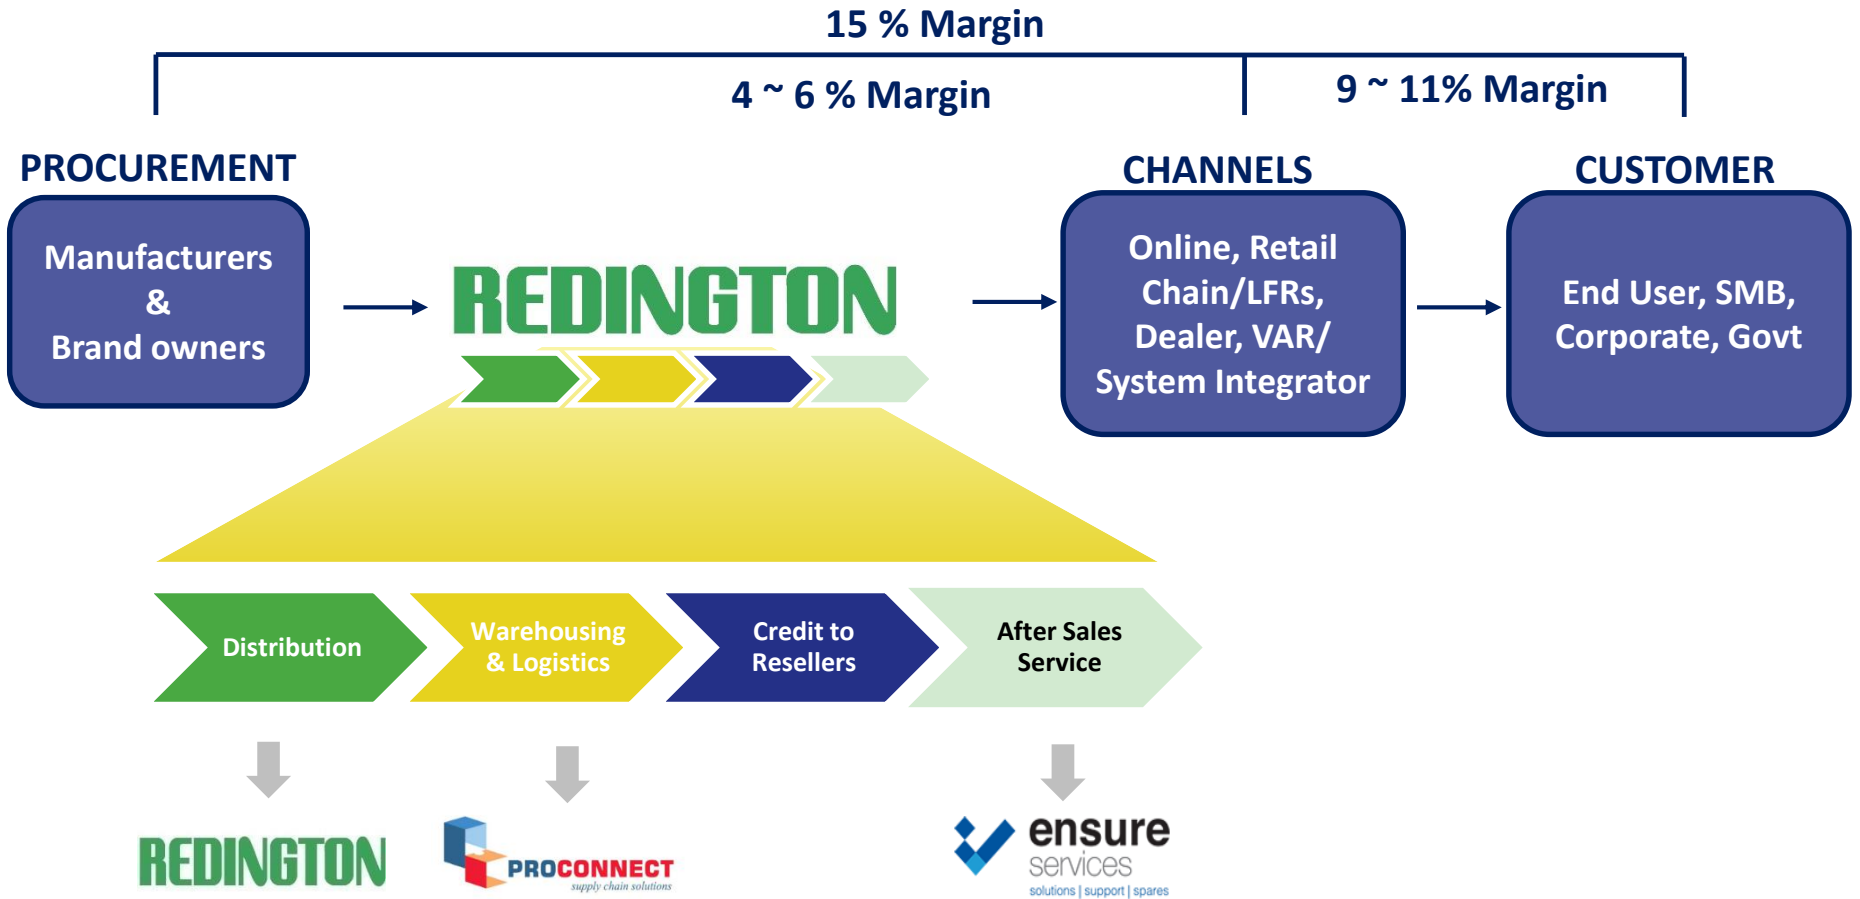 15 % Margin
4 ~ 6 % Margin
9 ~ 11% Margin
PROCUREMENT
Manufacturers
&
Brand owners
REDINGTON
CHANNELS
Online, Retail
Chain/LFRs,
Dealer, VAR/
System Integrator
CUSTOMER
End User, SMB,
Corporate, Govt
Distribution
Warehousing
& Logistics
Credit to
Resellers
After Sales
Service
REDINGTON
PROCONNECT
supply chain solutions
ensure
services
solutions | support | spares